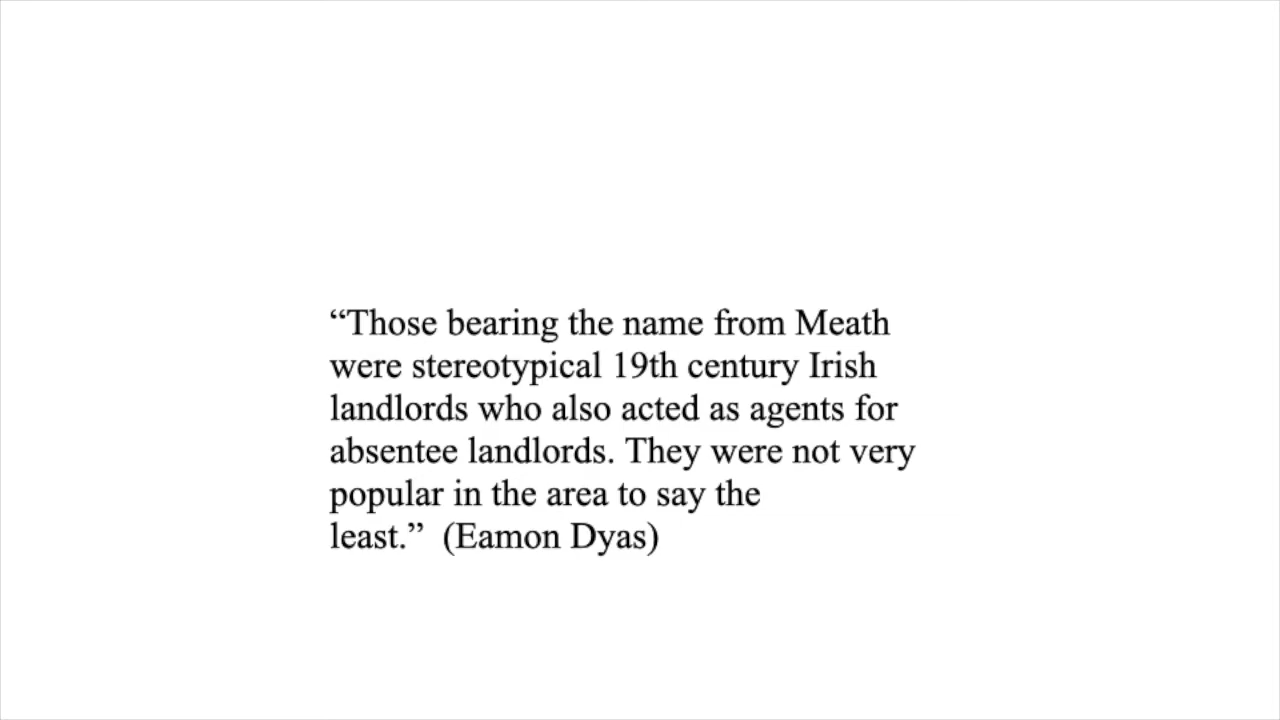 “Those bearing the name from Meath
were stereotypical 19th century Irish
landlords who also acted as agents for
absentee landlords. They were not very
popular in the area to say the
least.”  (Eamon Dyas)